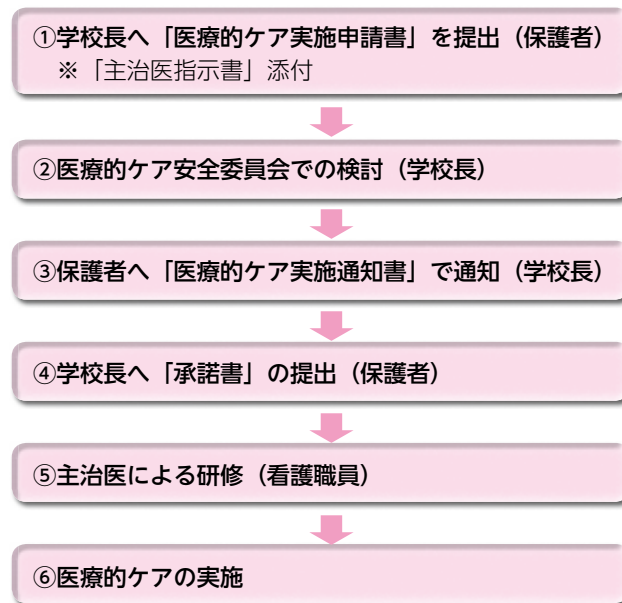 ①学校長へ「医療的ケア実施申請書」を提出（保護者）
※「主治医指示書」添付
②医療的ケア安全委員会での検討（学校長）
③保護者へ「医療的ケア実施通知書」で通知（学校長）
④学校長へ「承諾書」の提出（保護者）
⑤主治医による研修（看護職員）
⑥医療的ケアの実施